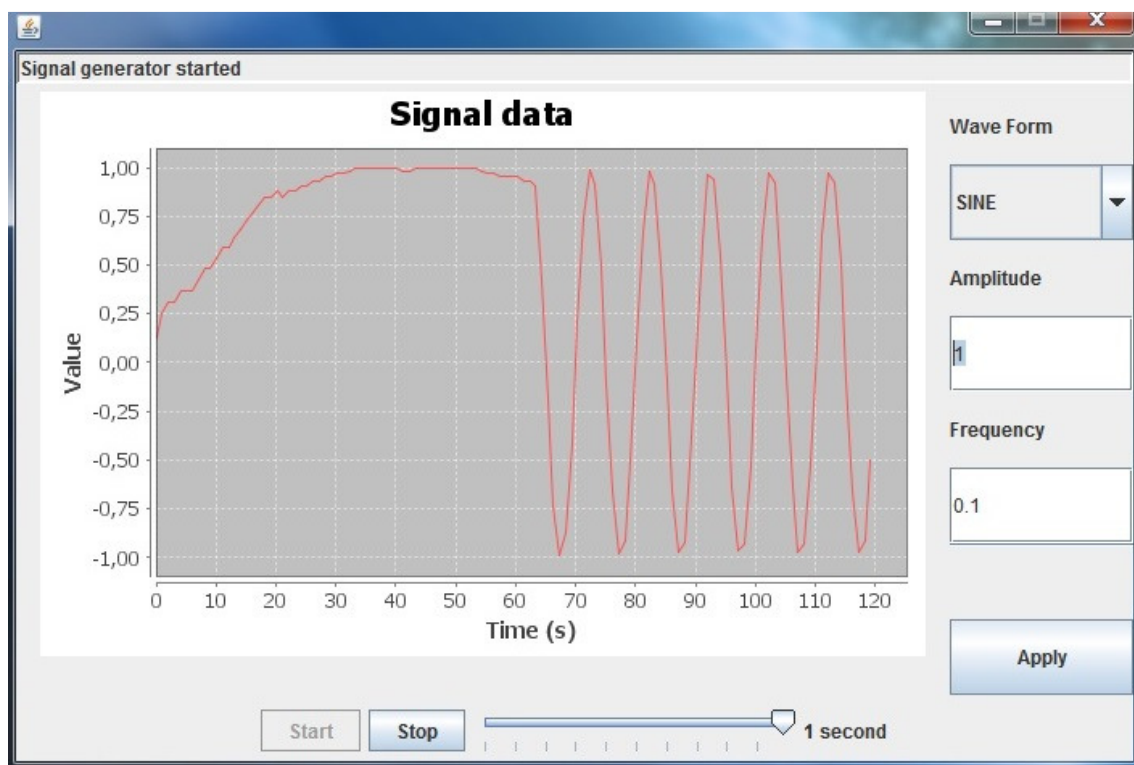 Signal generator started
Signal data
Wave Form
SINE
Amplitude
1
Frequency
0.1
Apply
Value
1,00
0,75
0,50
0,25
0,00
-0,25
-0,50
-0,75
-1,00
0 10 20 30 40 50 60 70 80 90 100 110 120
Time (s)
Start Stop 1 second